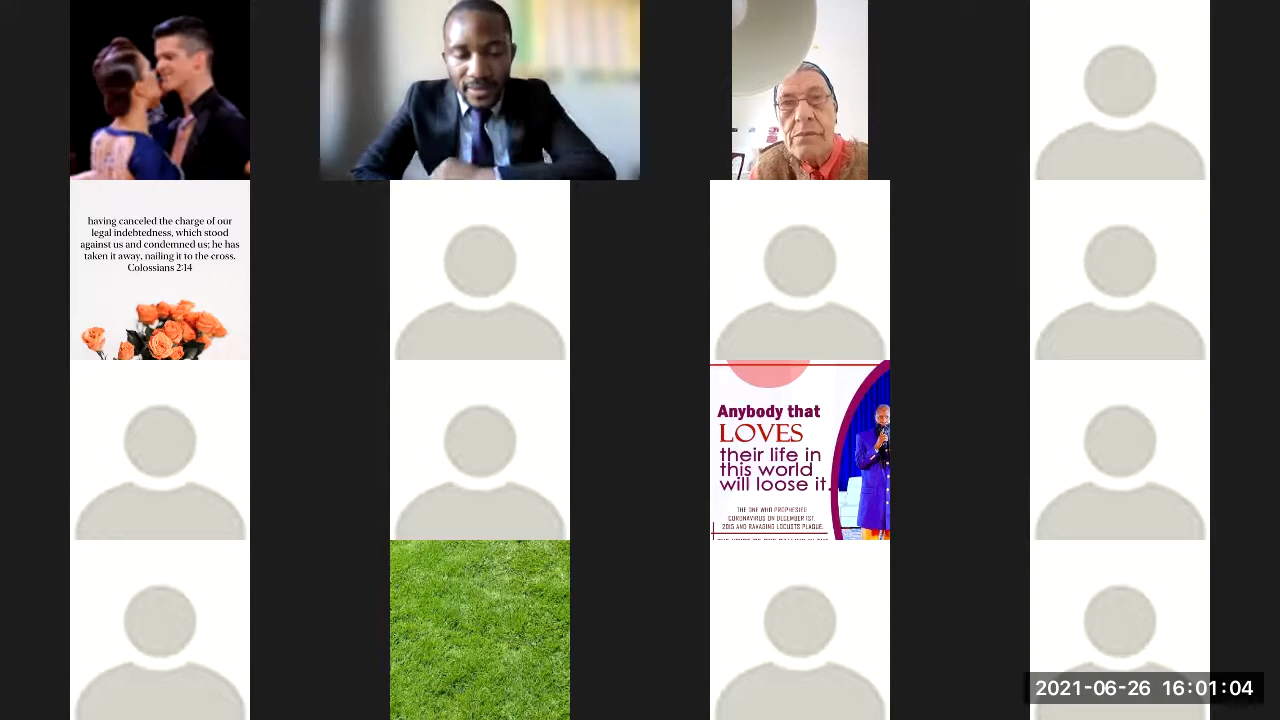 having canceled the charge of our
legal indebtedness, which stood
against us and condemned us; he has
taken it away, nailing it to the cross.
Colossians 2:14
Anybody that
LOVES
their life in
this world
will loose it.
THE ONE WHO PROPHESIED
CORONAVIRUS ON DECEMBER 1ST,
2019 AND RAVAGING LOCUSTS PLAGUE.
2021-06-26 16:01:04